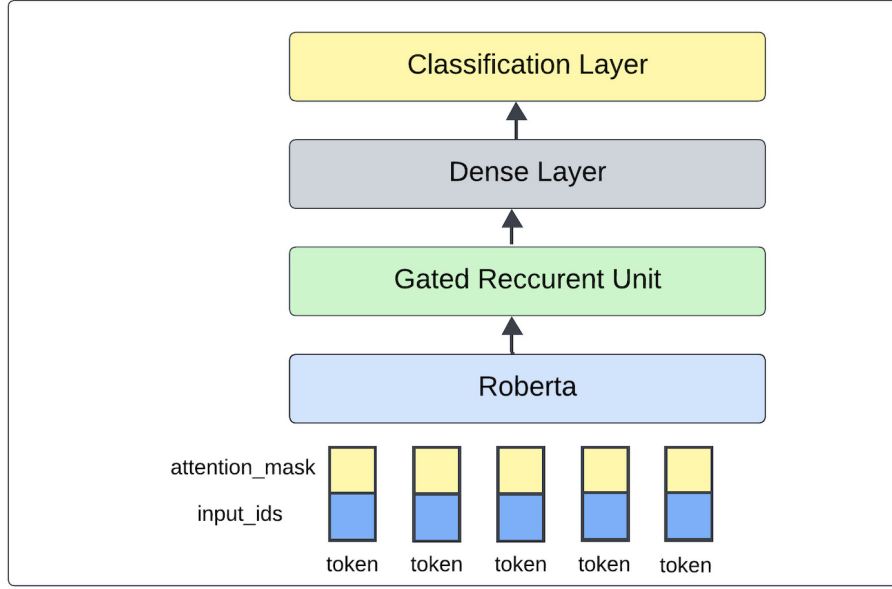 Classification Layer
Dense Layer
Gated Reccurent Unit
Roberta
attention_mask
input_ids
token token token token token